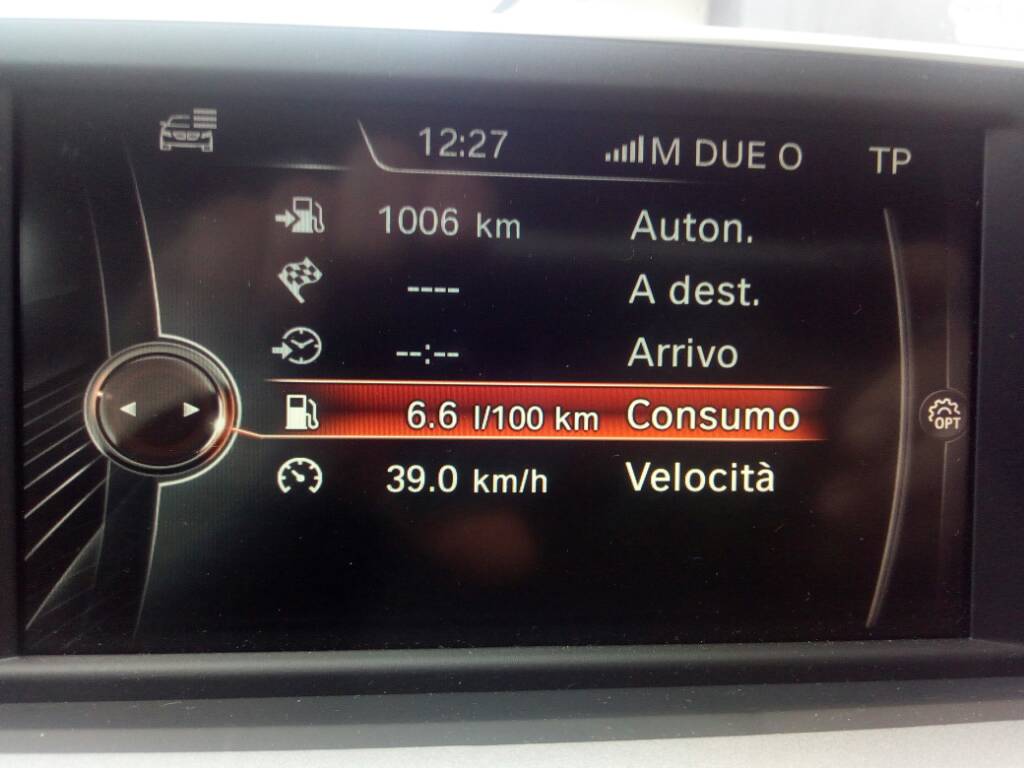 12:27 M DUE O TP
1006 km Auton.
---- A dest.
--:-- Arrivo
6.6 l/100 km Consumo
OPT
39.0 km/h Velocità